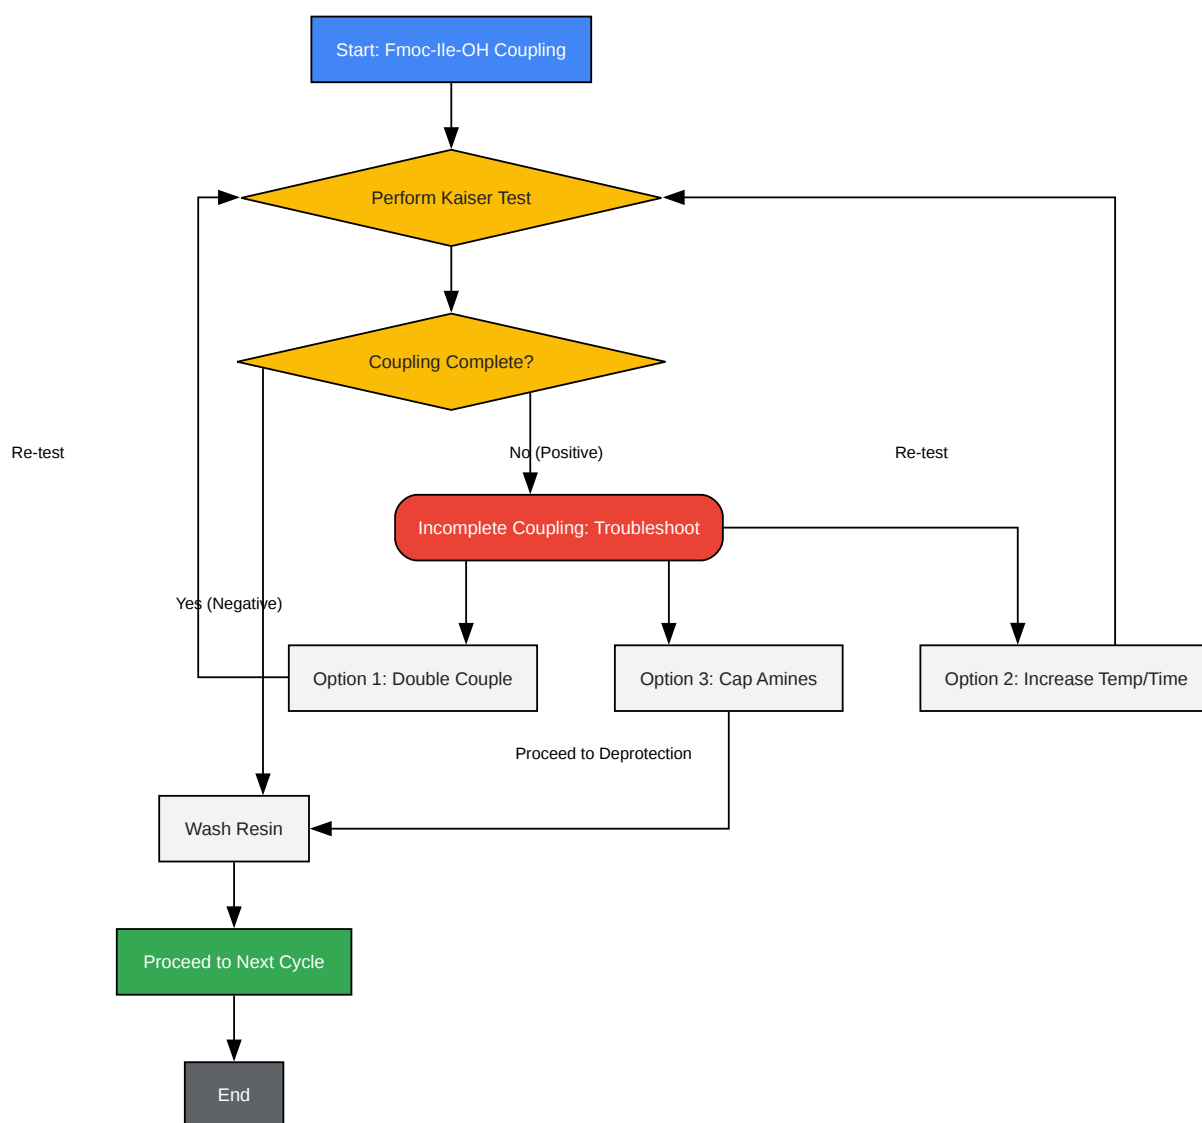 Start: Fmoc-Ile-OH Coupling
Perform Kaiser Test
Coupling Complete?
Re-test
No (Positive)
Re-test
Incomplete Coupling: Troubleshoot
Yes (Negative)
Option 1: Double Couple
Option 3: Cap Amines
Option 2: Increase Temp/Time
Proceed to Deprotection
Wash Resin
Proceed to Next Cycle
End